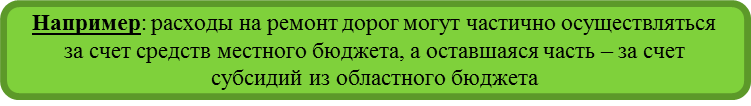 Например: расходы на ремонт дорог могут частично осуществляться
за счет средств местного бюджета, а оставшаяся часть – за счет
субсидий из областного бюджета